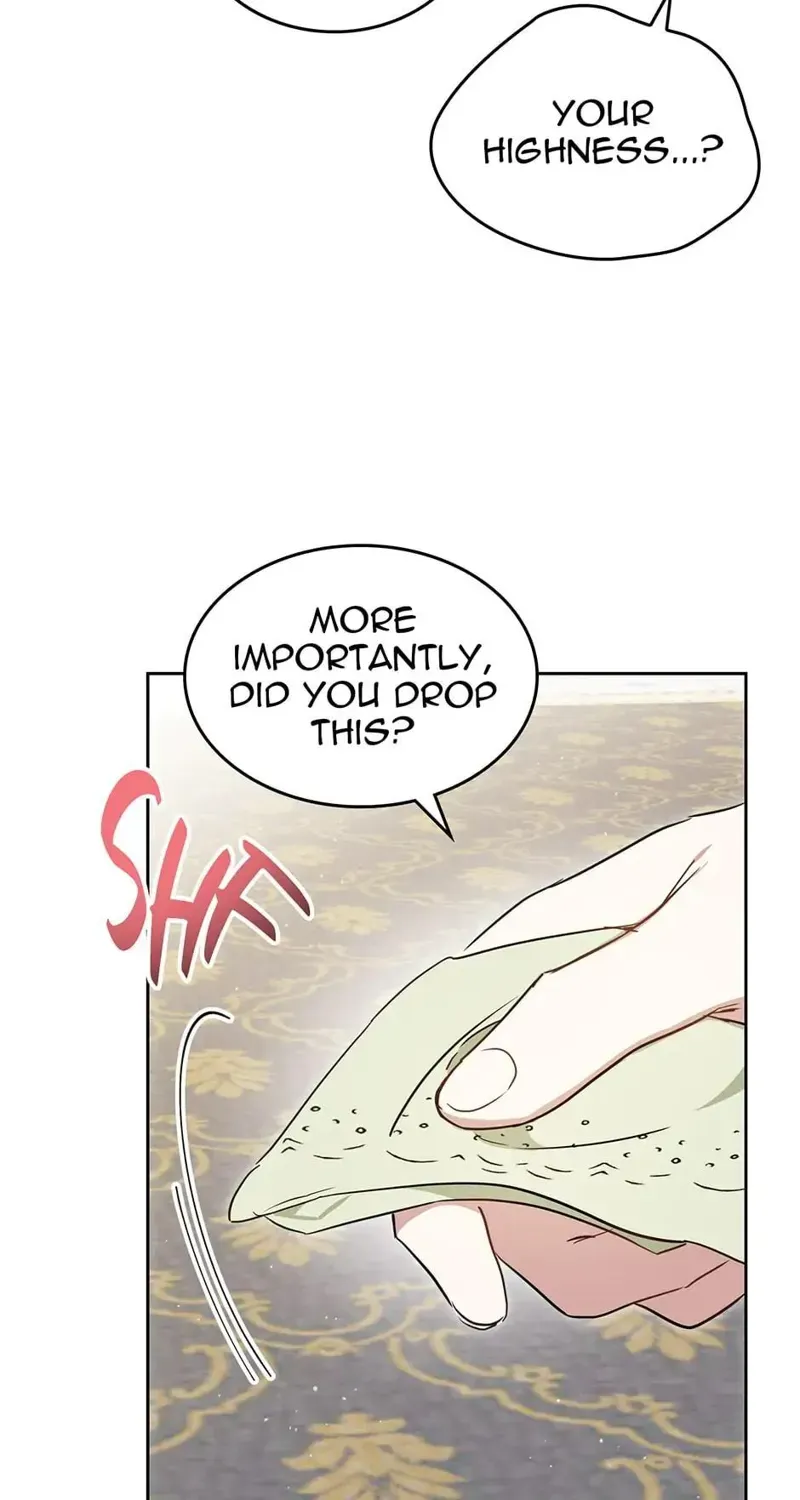 YOUR
HIGHNESS...?
MORE
IMPORTANTLY,
DID YOU DROP
THIS?
SHF